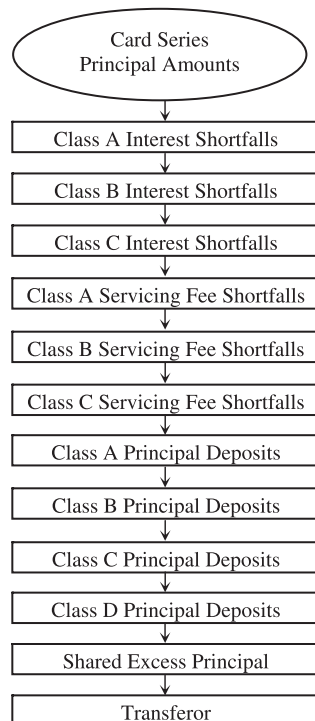 Card Series
Principal Amounts
Class A Interest Shortfalls
Class B Interest Shortfalls
Class C Interest Shortfalls
Class A Servicing Fee Shortfalls
Class B Servicing Fee Shortfalls
Class C Servicing Fee Shortfalls
Class A Principal Deposits
Class B Principal Deposits
Class C Principal Deposits
Class D Principal Deposits
Shared Excess Principal
Transferor